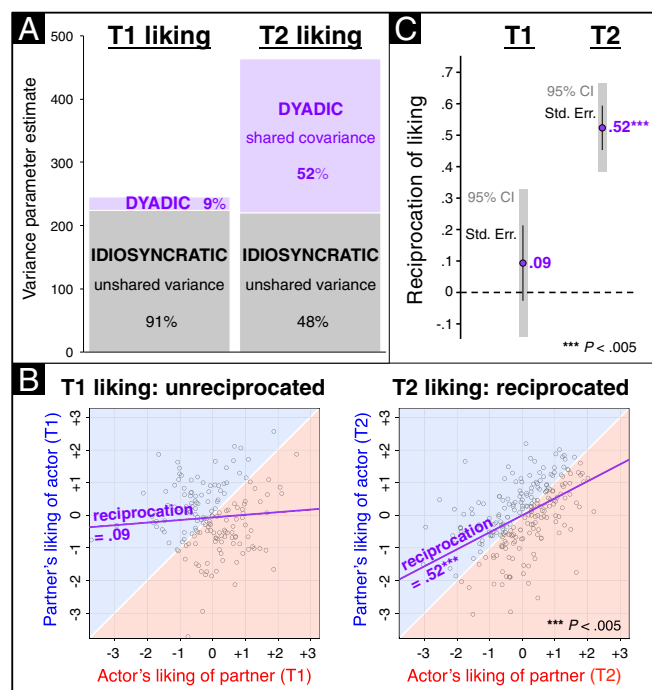 A
T1 liking
T2 liking
500
400
300
200
100
0
Variance parameter estimate
DYADIC
shared covariance
52%
DYADIC 9%
IDIOSYNCRATIC
unshared variance
91%
IDIOSYNCRATIC
unshared variance
48%
C
T1
T2
Reciprocation of liking
.7
.6
.5
.4
.3
.2
.1
0
-.1
95% CI
Std. Err.
.52***
95% CI
Std. Err.
.09
*** P < .005
B
T1 liking: unreciprocated
Partner's liking of actor (T1)
+3
+2
+1
0
-1
-2
-3
reciprocation
= .09
-3 -2 -1 0 +1 +2 +3
Actor's liking of partner (T1)
T2 liking: reciprocated
Partner's liking of actor (T2)
+3
+2
+1
0
-1
-2
-3
reciprocation
= .52***
*** P < .005
-3 -2 -1 0 +1 +2 +3
Actor's liking of partner (T2)